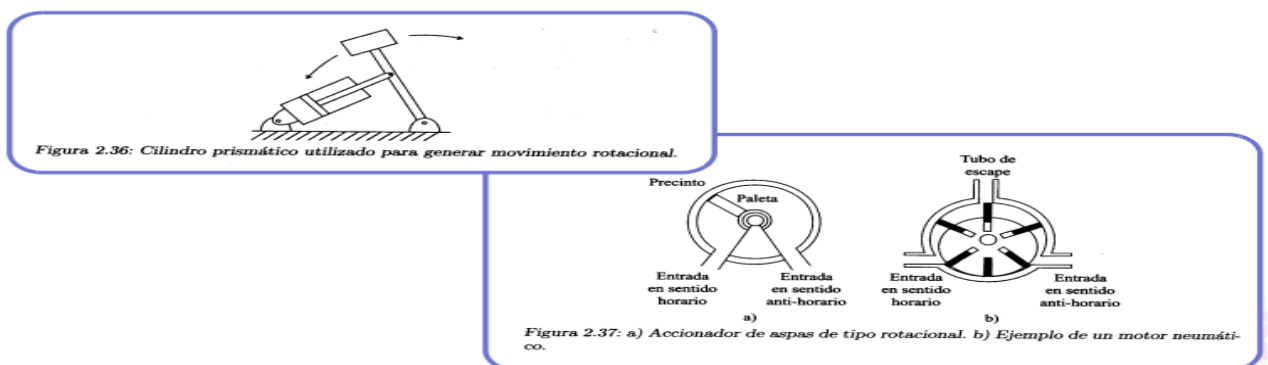 Figura 2.36: Cilindro prismático utilizado para generar movimiento rotacional.
Precinto
Paleta
Entrada
en sentido
horario
Entrada
en sentido
anti-horario
a)
Tubo de
escape
Entrada
en sentido
horario
Entrada
en sentido
anti-horario
b)
Figura 2.37: a) Accionador de aspas de tipo rotacional. b) Ejemplo de un motor neumáti-
co.